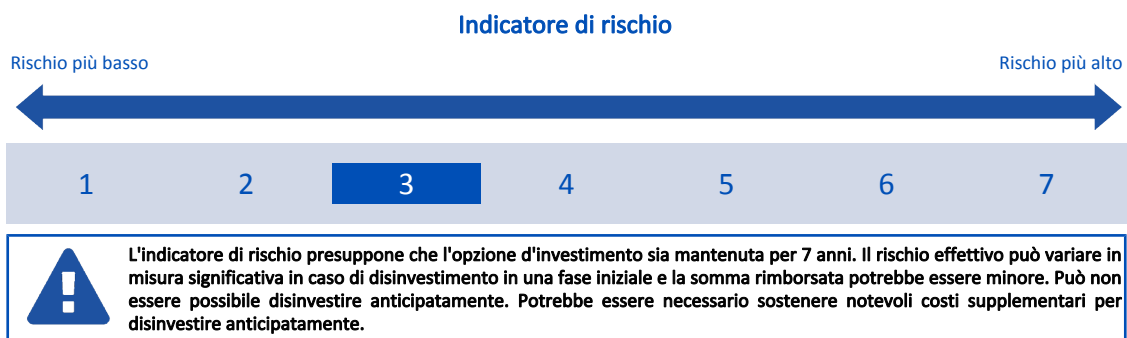 Indicatore di rischio
Rischio più basso
Rischio più alto
1 2 3 4 5 6 7
L'indicatore di rischio presuppone che l'opzione d'investimento sia mantenuta per 7 anni. Il rischio effettivo può variare in
misura significativa in caso di disinvestimento in una fase iniziale e la somma rimborsata potrebbe essere minore. Può non
essere possibile disinvestire anticipatamente. Potrebbe essere necessario sostenere notevoli costi supplementari per
disinvestire anticipatamente.